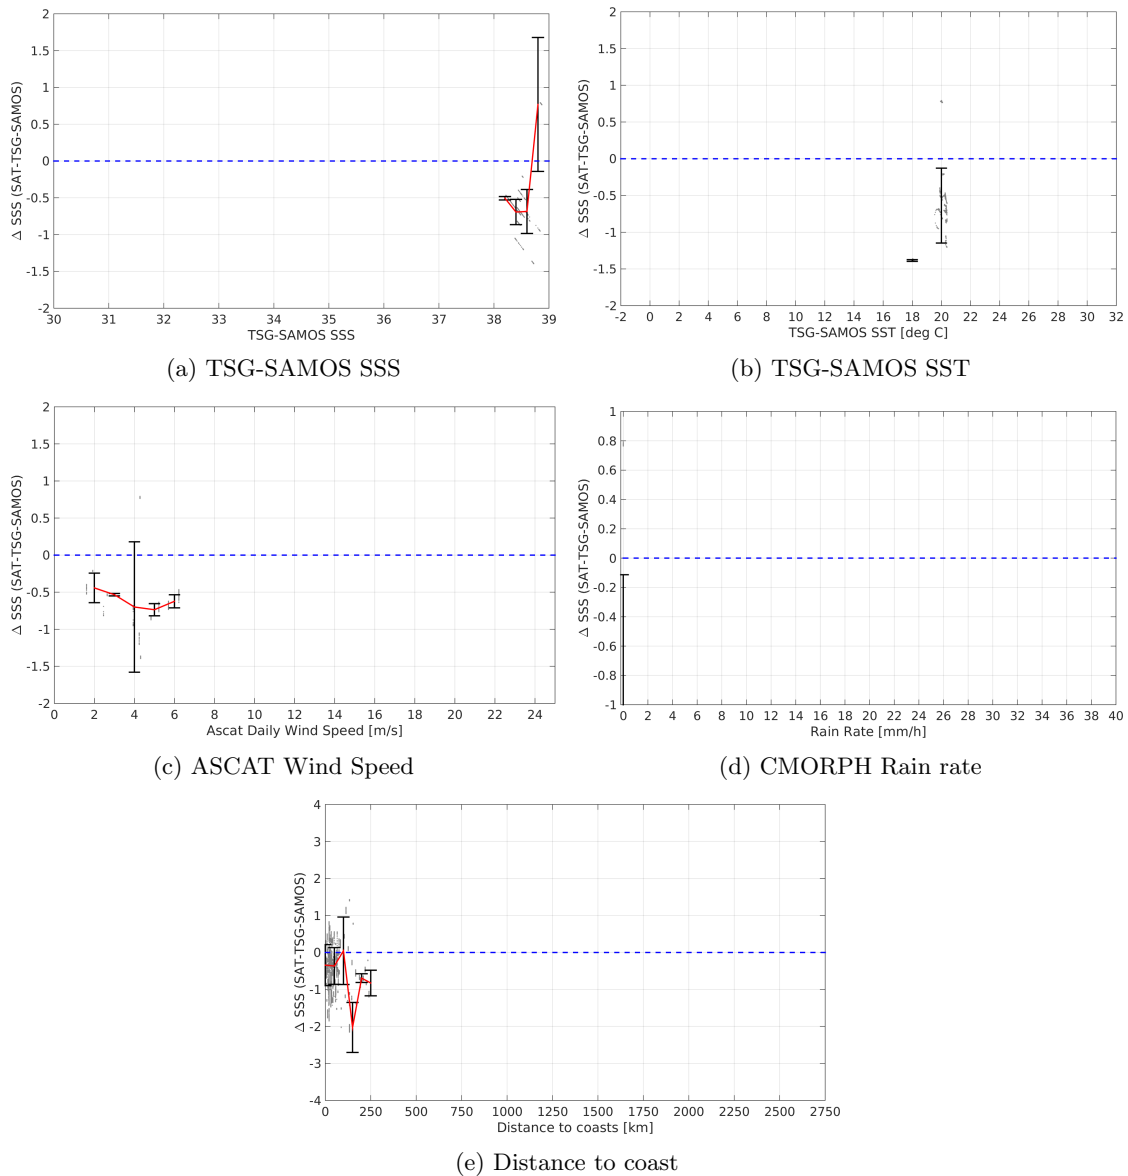 2
1.5
1
0.5
0
-0.5
-1
-1.5
-2
Δ SSS (SAT-TSG-SAMOS)
30 31 32 33 34 35 36 37 38 39
TSG-SAMOS SSS
(a) TSG-SAMOS SSS
2
1.5
1
0.5
0
-0.5
-1
-1.5
-2
Δ SSS (SAT-TSG-SAMOS)
-2 0 2 4 6 8 10 12 14 16 18 20 22 24 26 28 30 32
TSG-SAMOS SST [deg C]
(b) TSG-SAMOS SST
2
1.5
1
0.5
0
-0.5
-1
-1.5
-2
Δ SSS (SAT-TSG-SAMOS)
0 2 4 6 8 10 12 14 16 18 20 22 24
Ascat Daily Wind Speed [m/s]
(c) ASCAT Wind Speed
1
0.8
0.6
0.4
0.2
0
-0.2
-0.4
-0.6
-0.8
-1
Δ SSS (SAT-TSG-SAMOS)
0 2 4 6 8 10 12 14 16 18 20 22 24 26 28 30 32 34 36 38 40
Rain Rate [mm/h]
(d) CMORPH Rain rate
4
3
2
1
0
-1
-2
-3
-4
Δ SSS (SAT-TSG-SAMOS)
0 250 500 750 1000 1250 1500 1750 2000 2250 2500 2750
Distance to coasts [km]
(e) Distance to coast